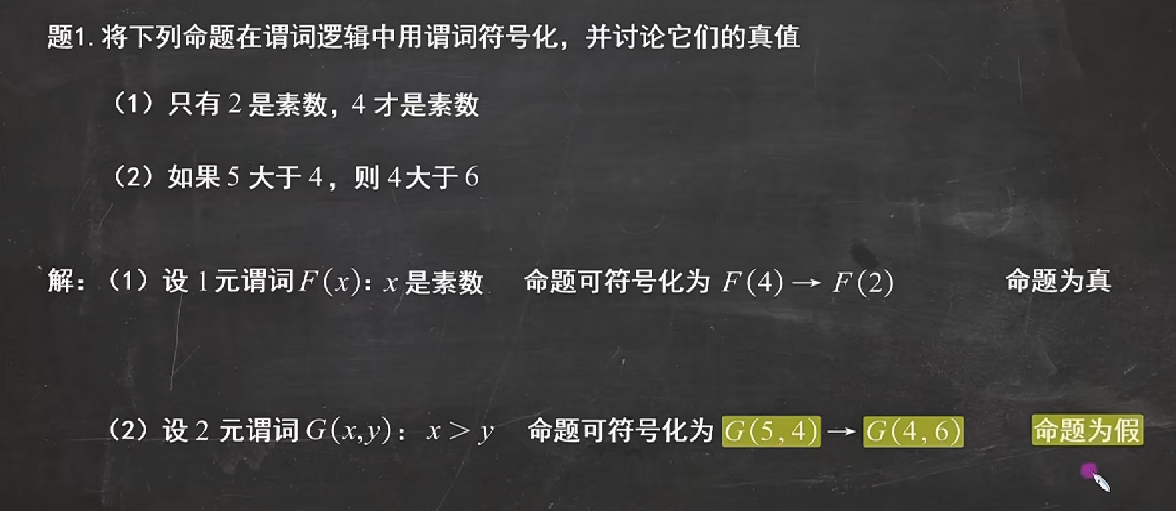 题1.将下列命题在谓词逻辑中用谓词符号化，并讨论它们的真值
（1）只有 2 是素数，4 才是素数
（2）如果 5 大于 4，则 4大于 6
解：（1）设 1 元谓词 F(x)：x 是素数 命题可符号化为 F(4) → F(2) 命题为真
（2）设 2 元谓词 G(x,y)： x > y 命题可符号化为 G(5,4) → G(4,6) 命题为假